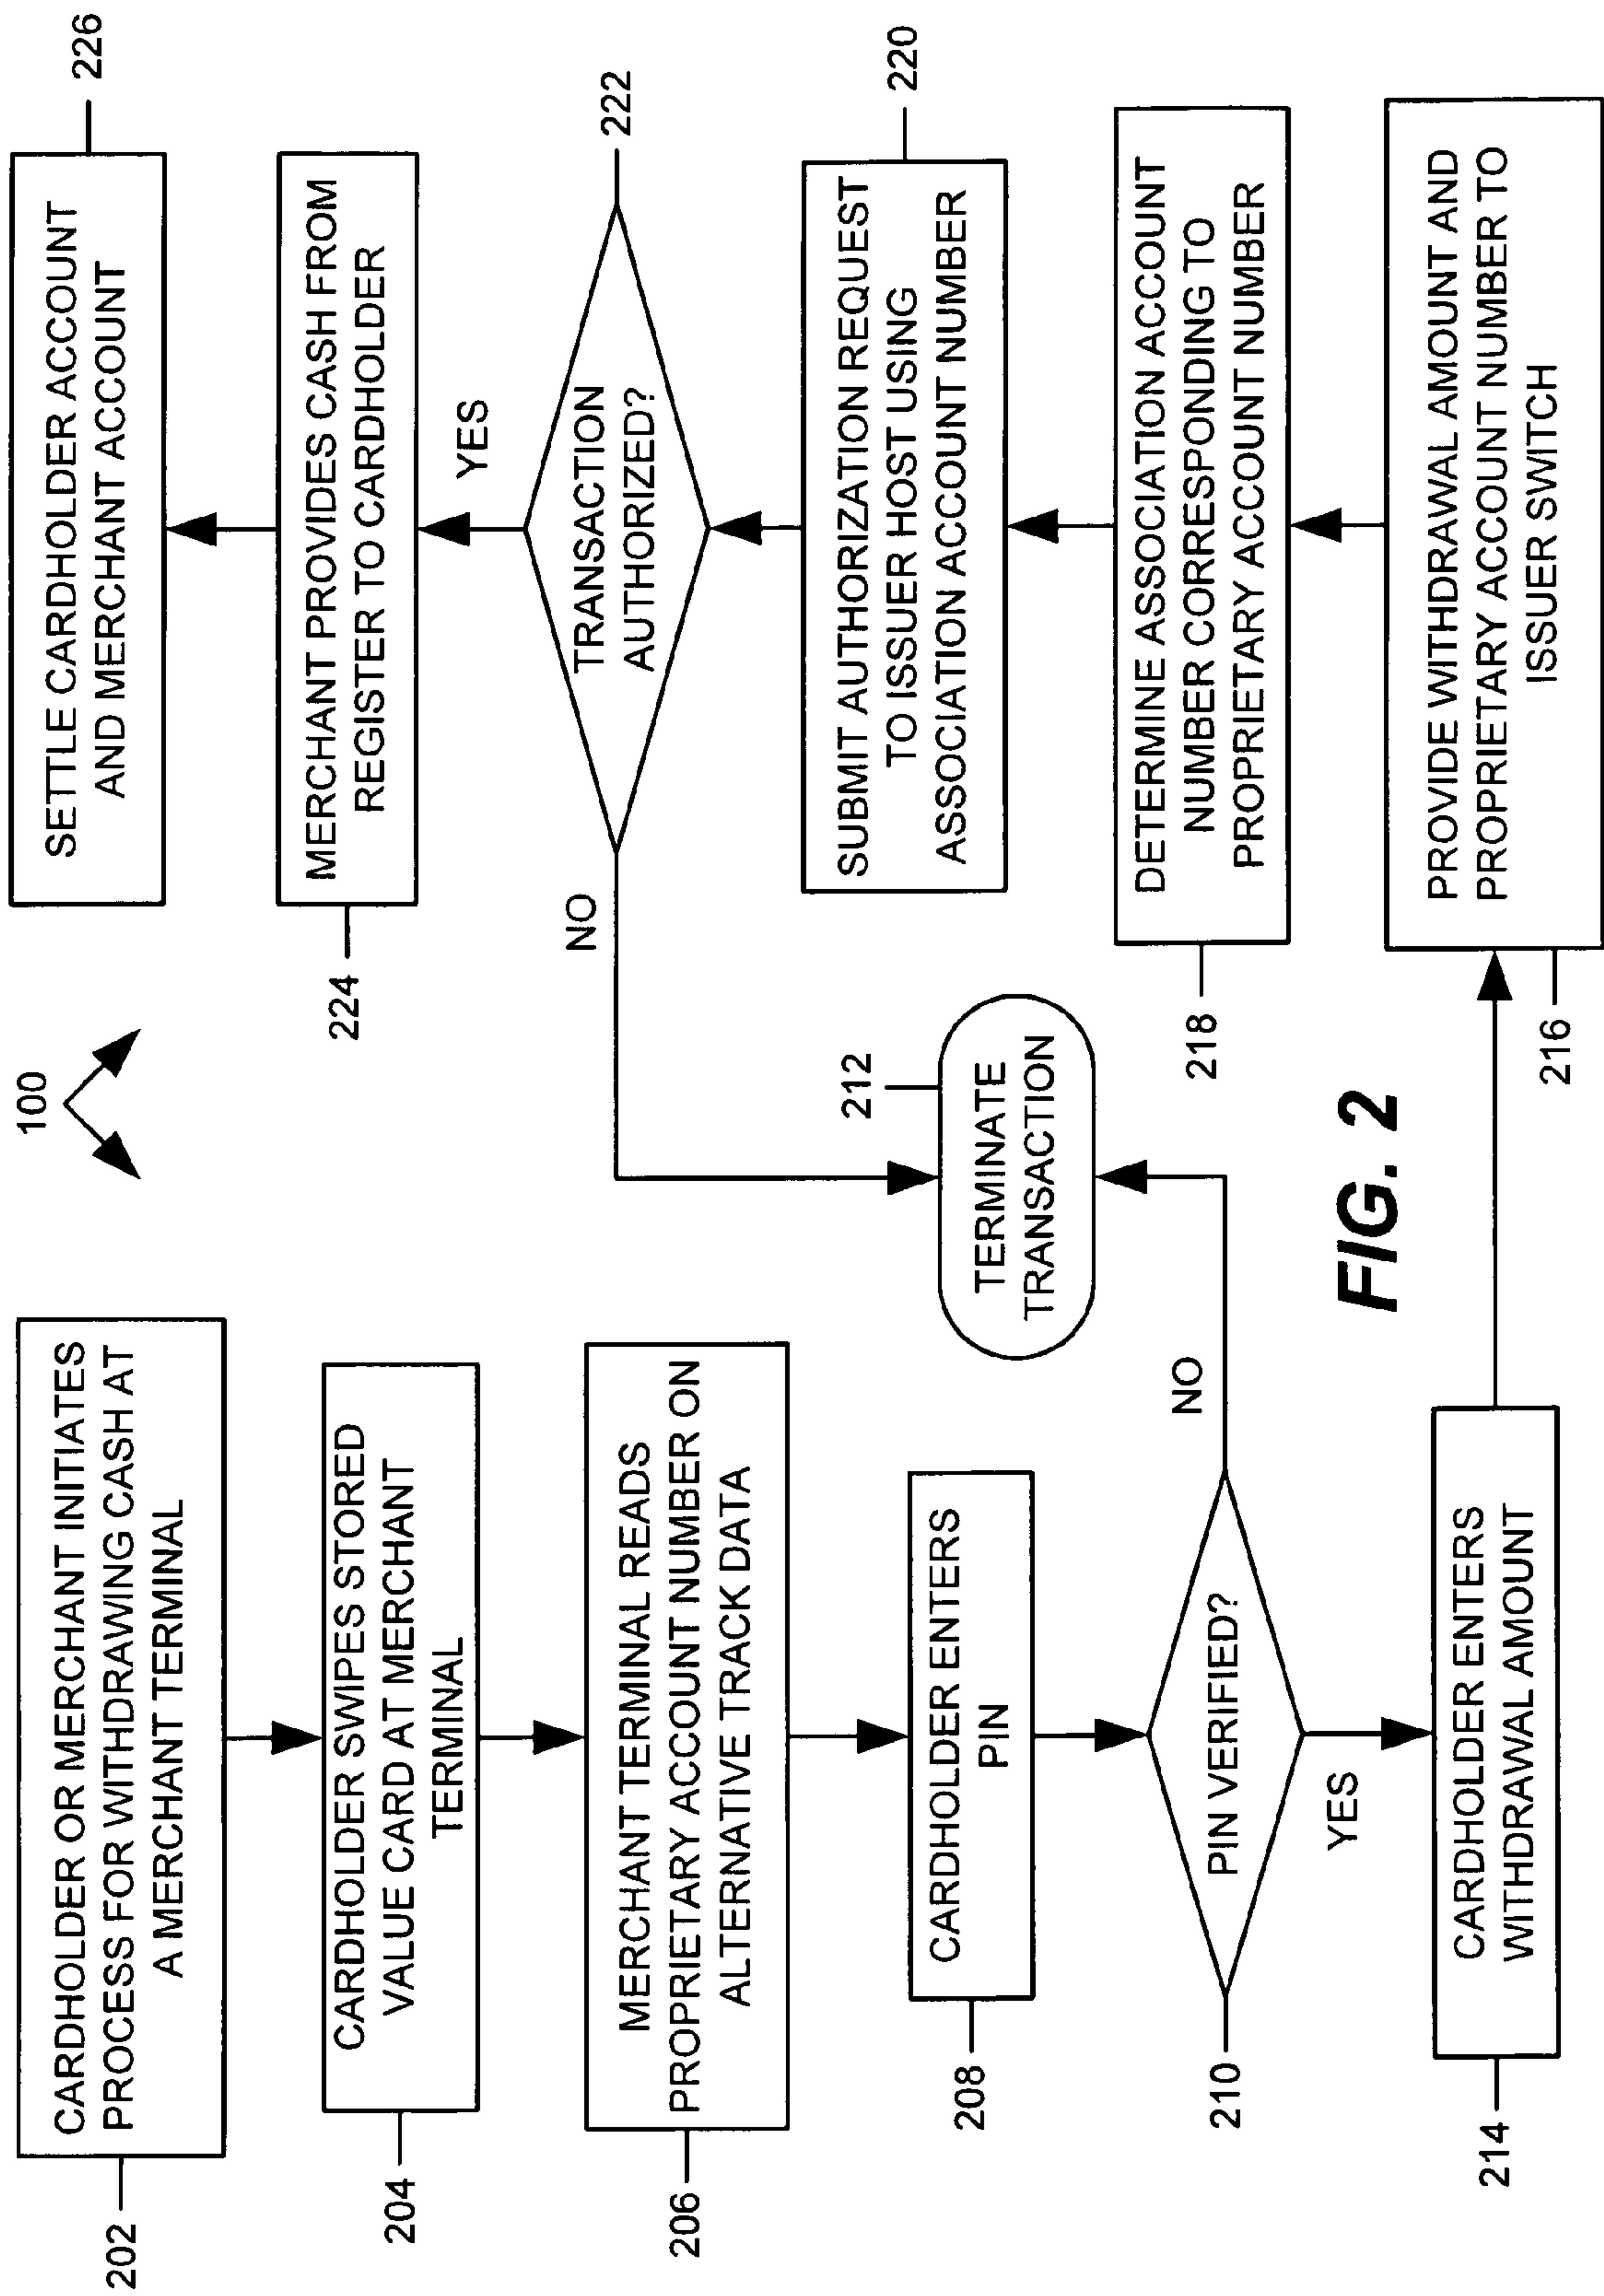 100
202
CARDHOLDER OR MERCHANT INITIATES
PROCESS FOR WITHDRAWING CASH AT
A MERCHANT TERMINAL
204
CARDHOLDER SWIPES STORED
VALUE CARD AT MERCHANT
TERMINAL
206
MERCHANT TERMINAL READS
PROPRIETARY ACCOUNT NUMBER ON
ALTERNATIVE TRACK DATA
208
CARDHOLDER ENTERS
PIN
210
PIN VERIFIED?
NO
YES
212
TERMINATE
TRANSACTION
214
CARDHOLDER ENTERS
WITHDRAWAL AMOUNT
216
PROVIDE WITHDRAWAL AMOUNT AND
PROPRIETARY ACCOUNT NUMBER TO
ISSUER SWITCH
218
DETERMINE ASSOCIATION ACCOUNT
NUMBER CORRESPONDING TO
PROPRIETARY ACCOUNT NUMBER
220
SUBMIT AUTHORIZATION REQUEST
TO ISSUER HOST USING
ASSOCIATION ACCOUNT NUMBER
222
TRANSACTION
AUTHORIZED?
NO
YES
224
MERCHANT PROVIDES CASH FROM
REGISTER TO CARDHOLDER
226
SETTLE CARDHOLDER ACCOUNT
AND MERCHANT ACCOUNT
FIG. 2